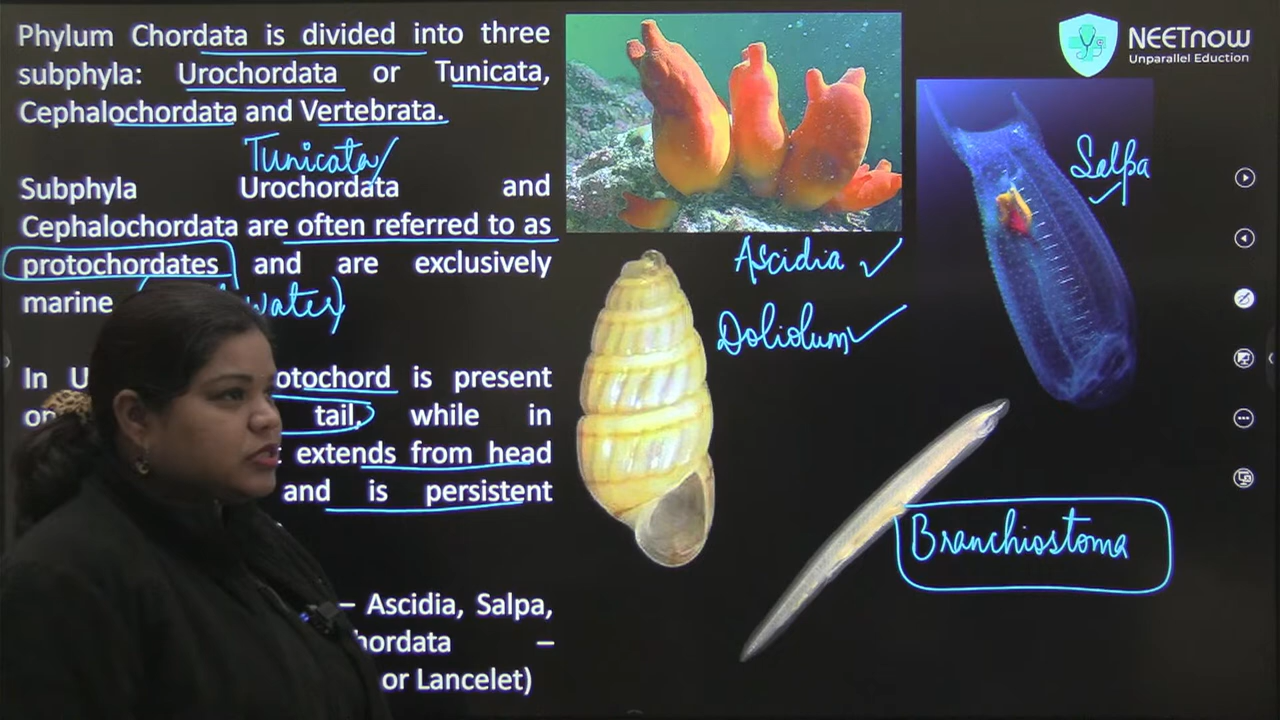 Phylum Chordata is divided into three
subphyla: Urochordata or Tunicata,
Cephalochordata and Vertebrata.
Tunicata
Subphyla Urochordata and
Cephalochordata are often referred to as
protochordates and are exclusively
marine water)
In U otochord is present
on tail, while in
extends from head
and is persistent
– Ascidia, Salpa,
hordata –
or Lancelet)
Ascidia
Doliolum
Salpa
Branchiostoma
NEETnow
Unparallel Eduction